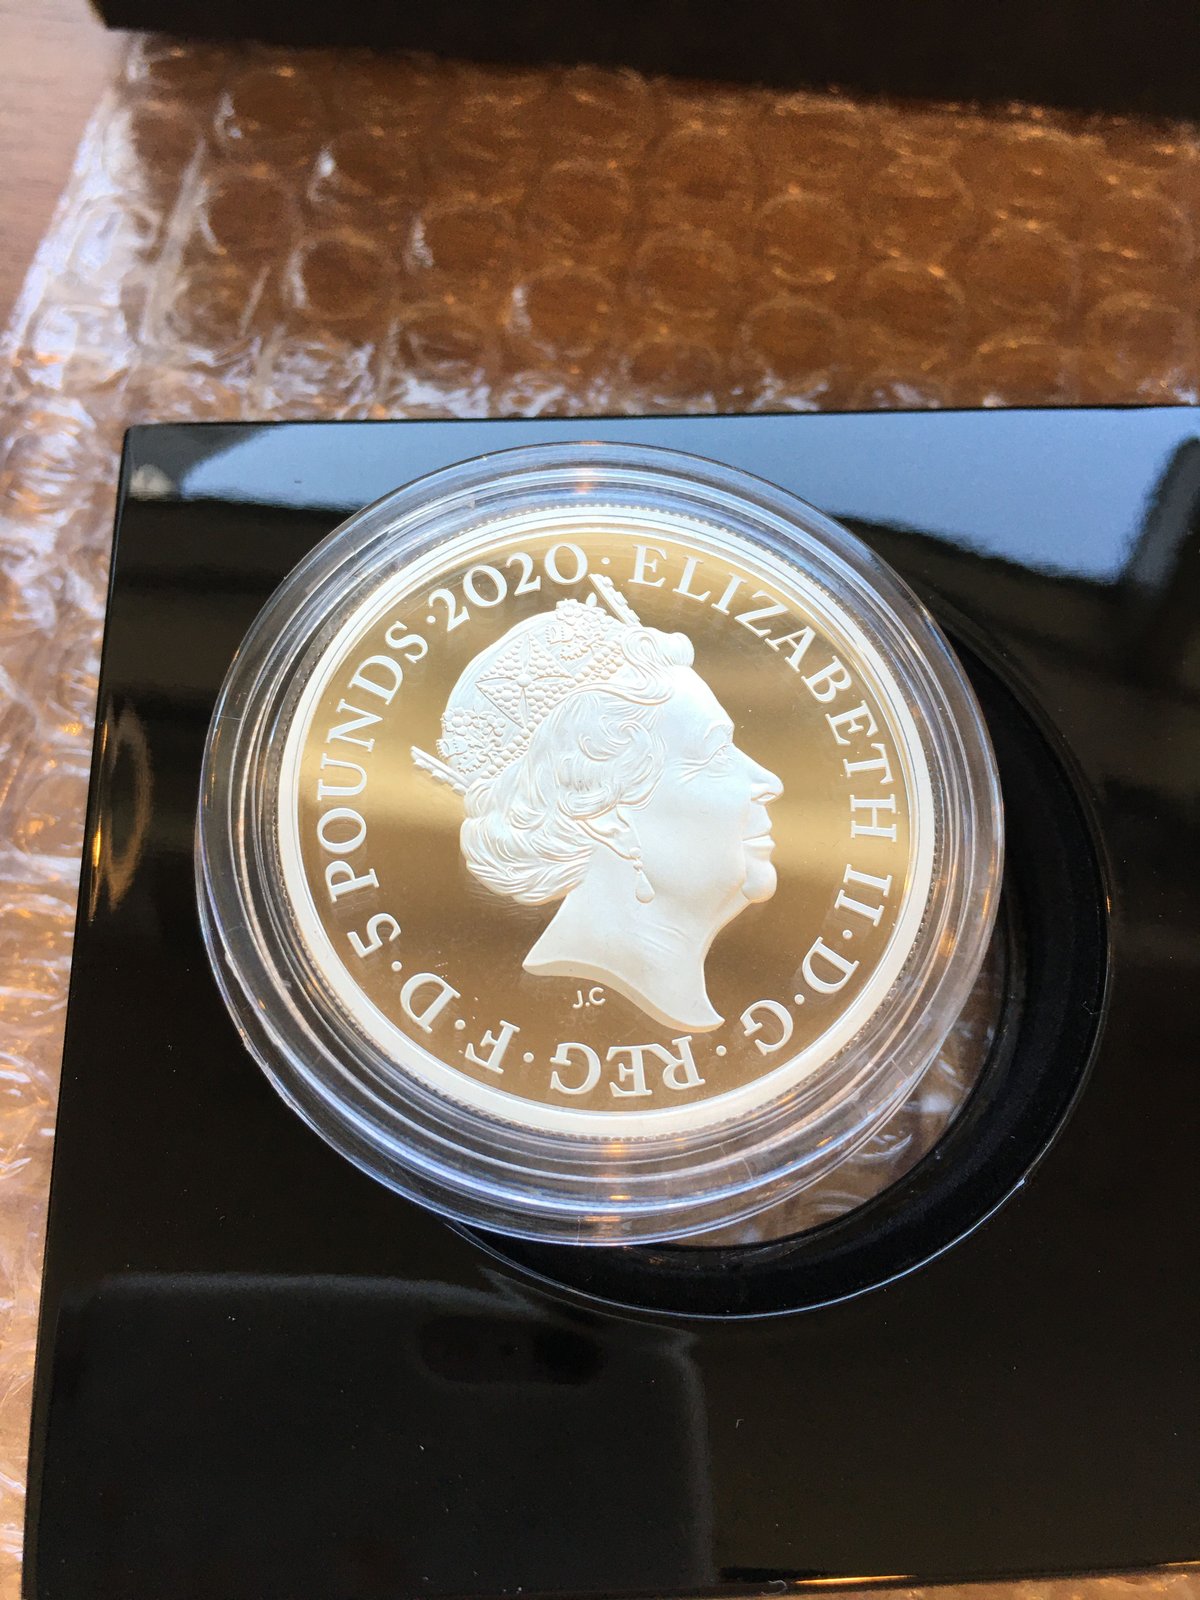 ELIZABETH II · D · G · REG · F · D · 5 POUNDS · 2020 ·
J.C